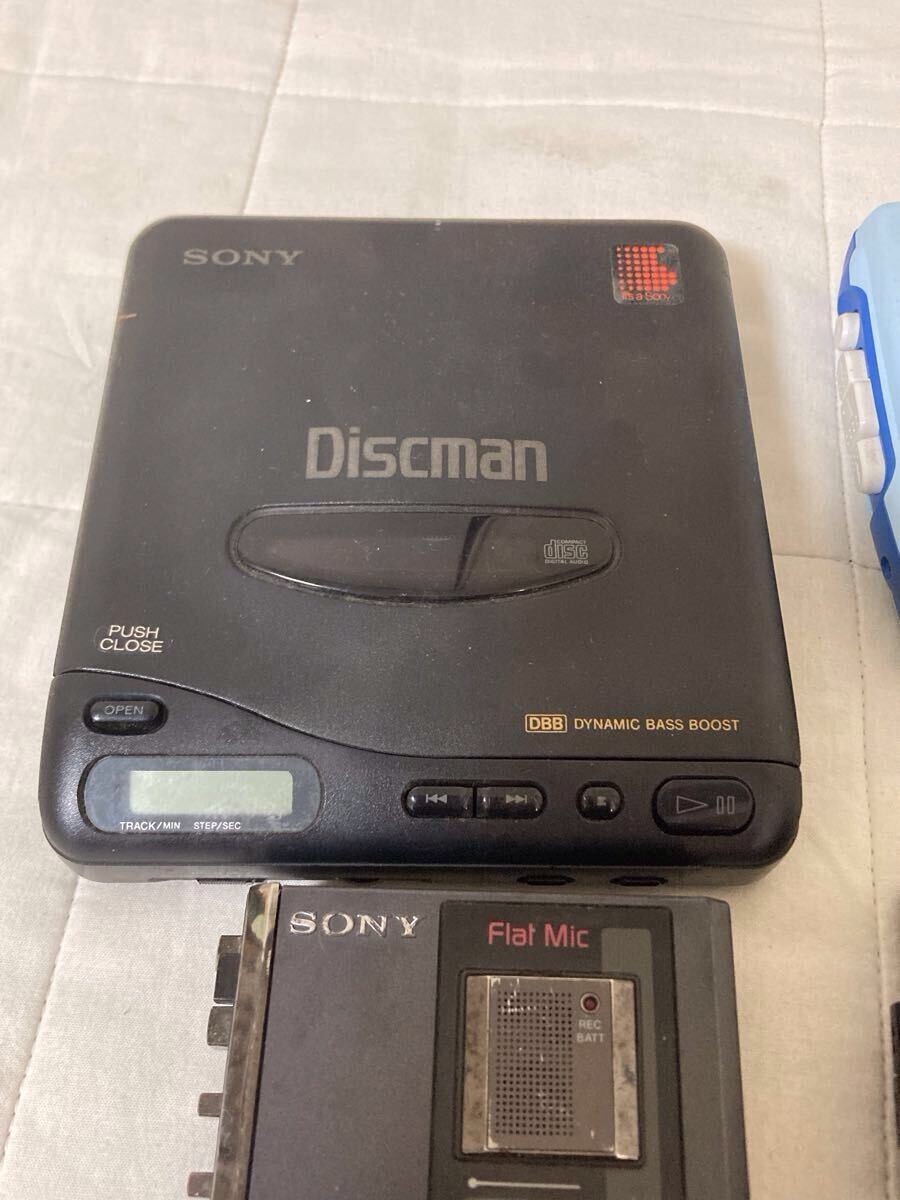 SONY
It's a Sony
Discman
COMPACT
disc
DIGITAL AUDIO
PUSH
CLOSE
OPEN
DBB DYNAMIC BASS BOOST
TRACK/MIN STEP/SEC
SONY
Flat Mic
REC
BATT